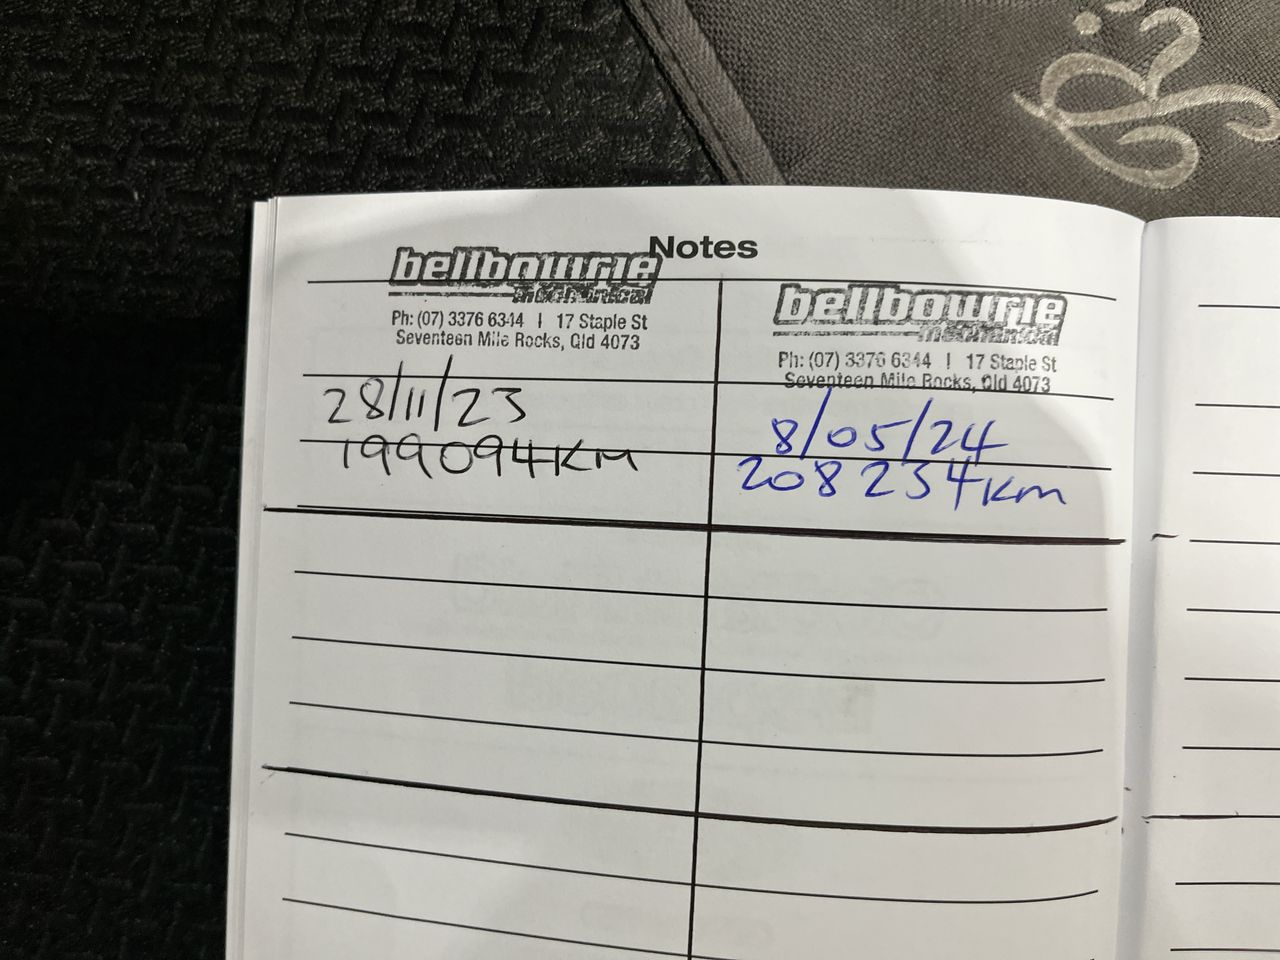 Notes
bellbowrie
mechanical
Ph: (07) 3376 6344 | 17 Staple St
Seventeen Mile Rocks, Qld 4073
28/11/23
199094KM
bellbowrie
mechanical
Ph: (07) 3376 6344 | 17 Staple St
Seventeen Mile Rocks, Qld 4073
8/05/24
208234Km